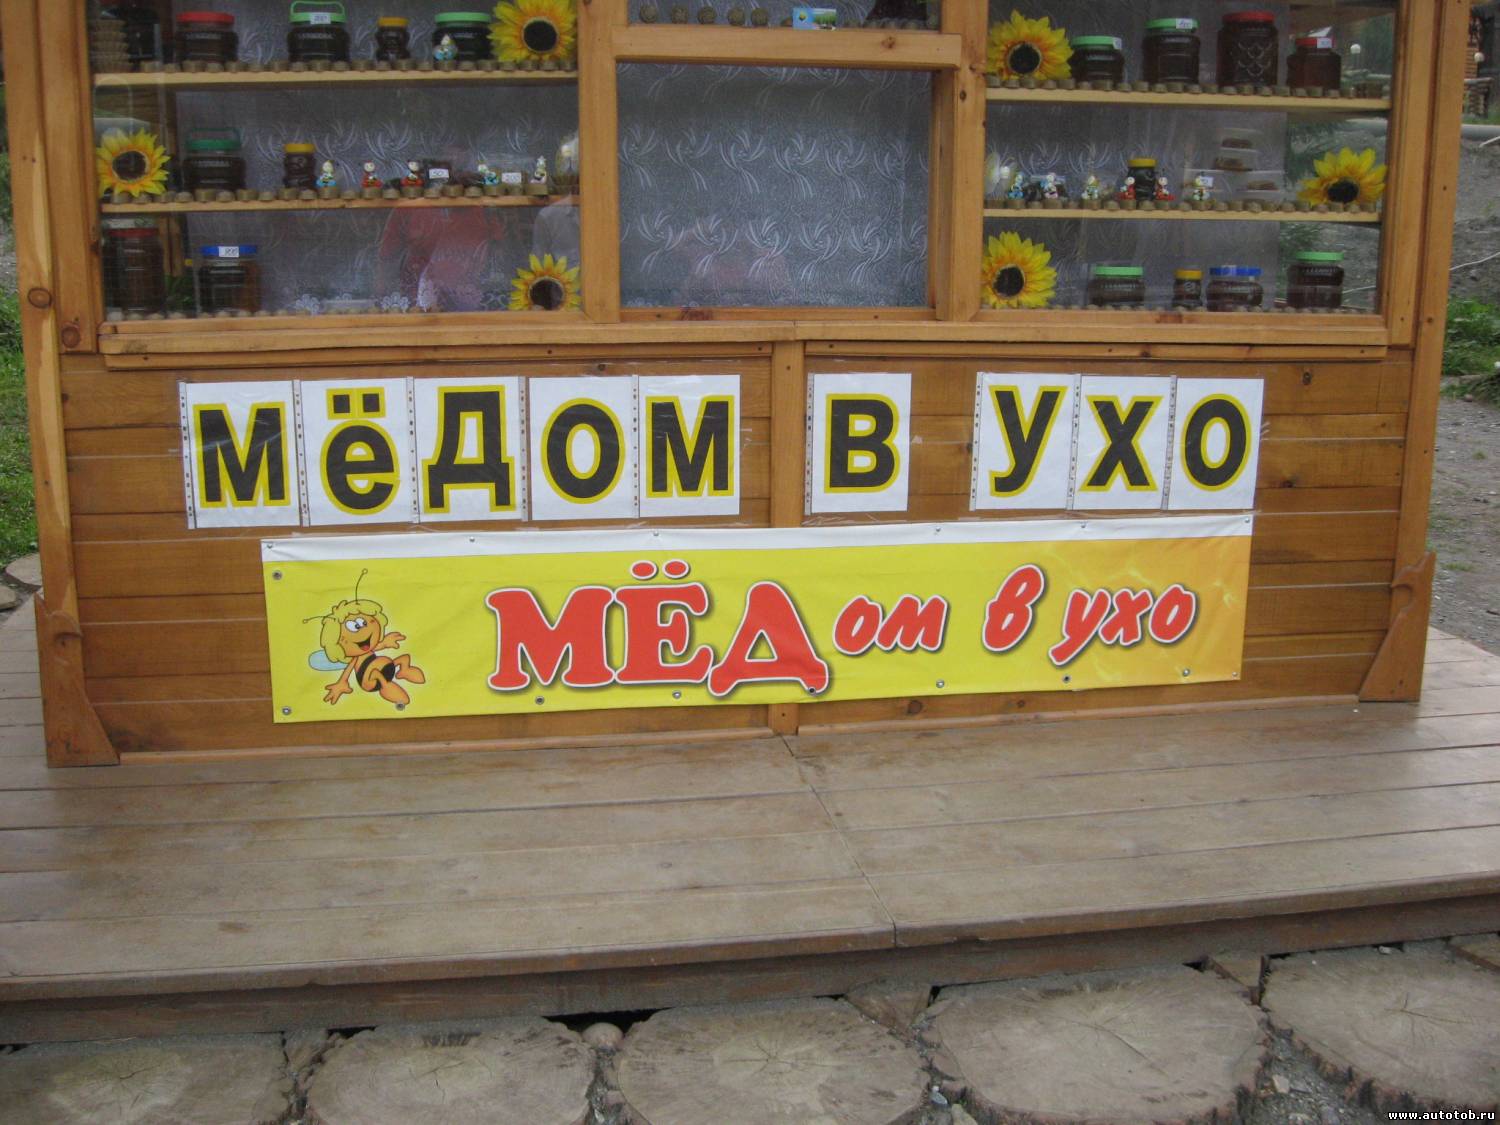 мёдом в ухо
МЁДом в ухо
www.autotob.ru